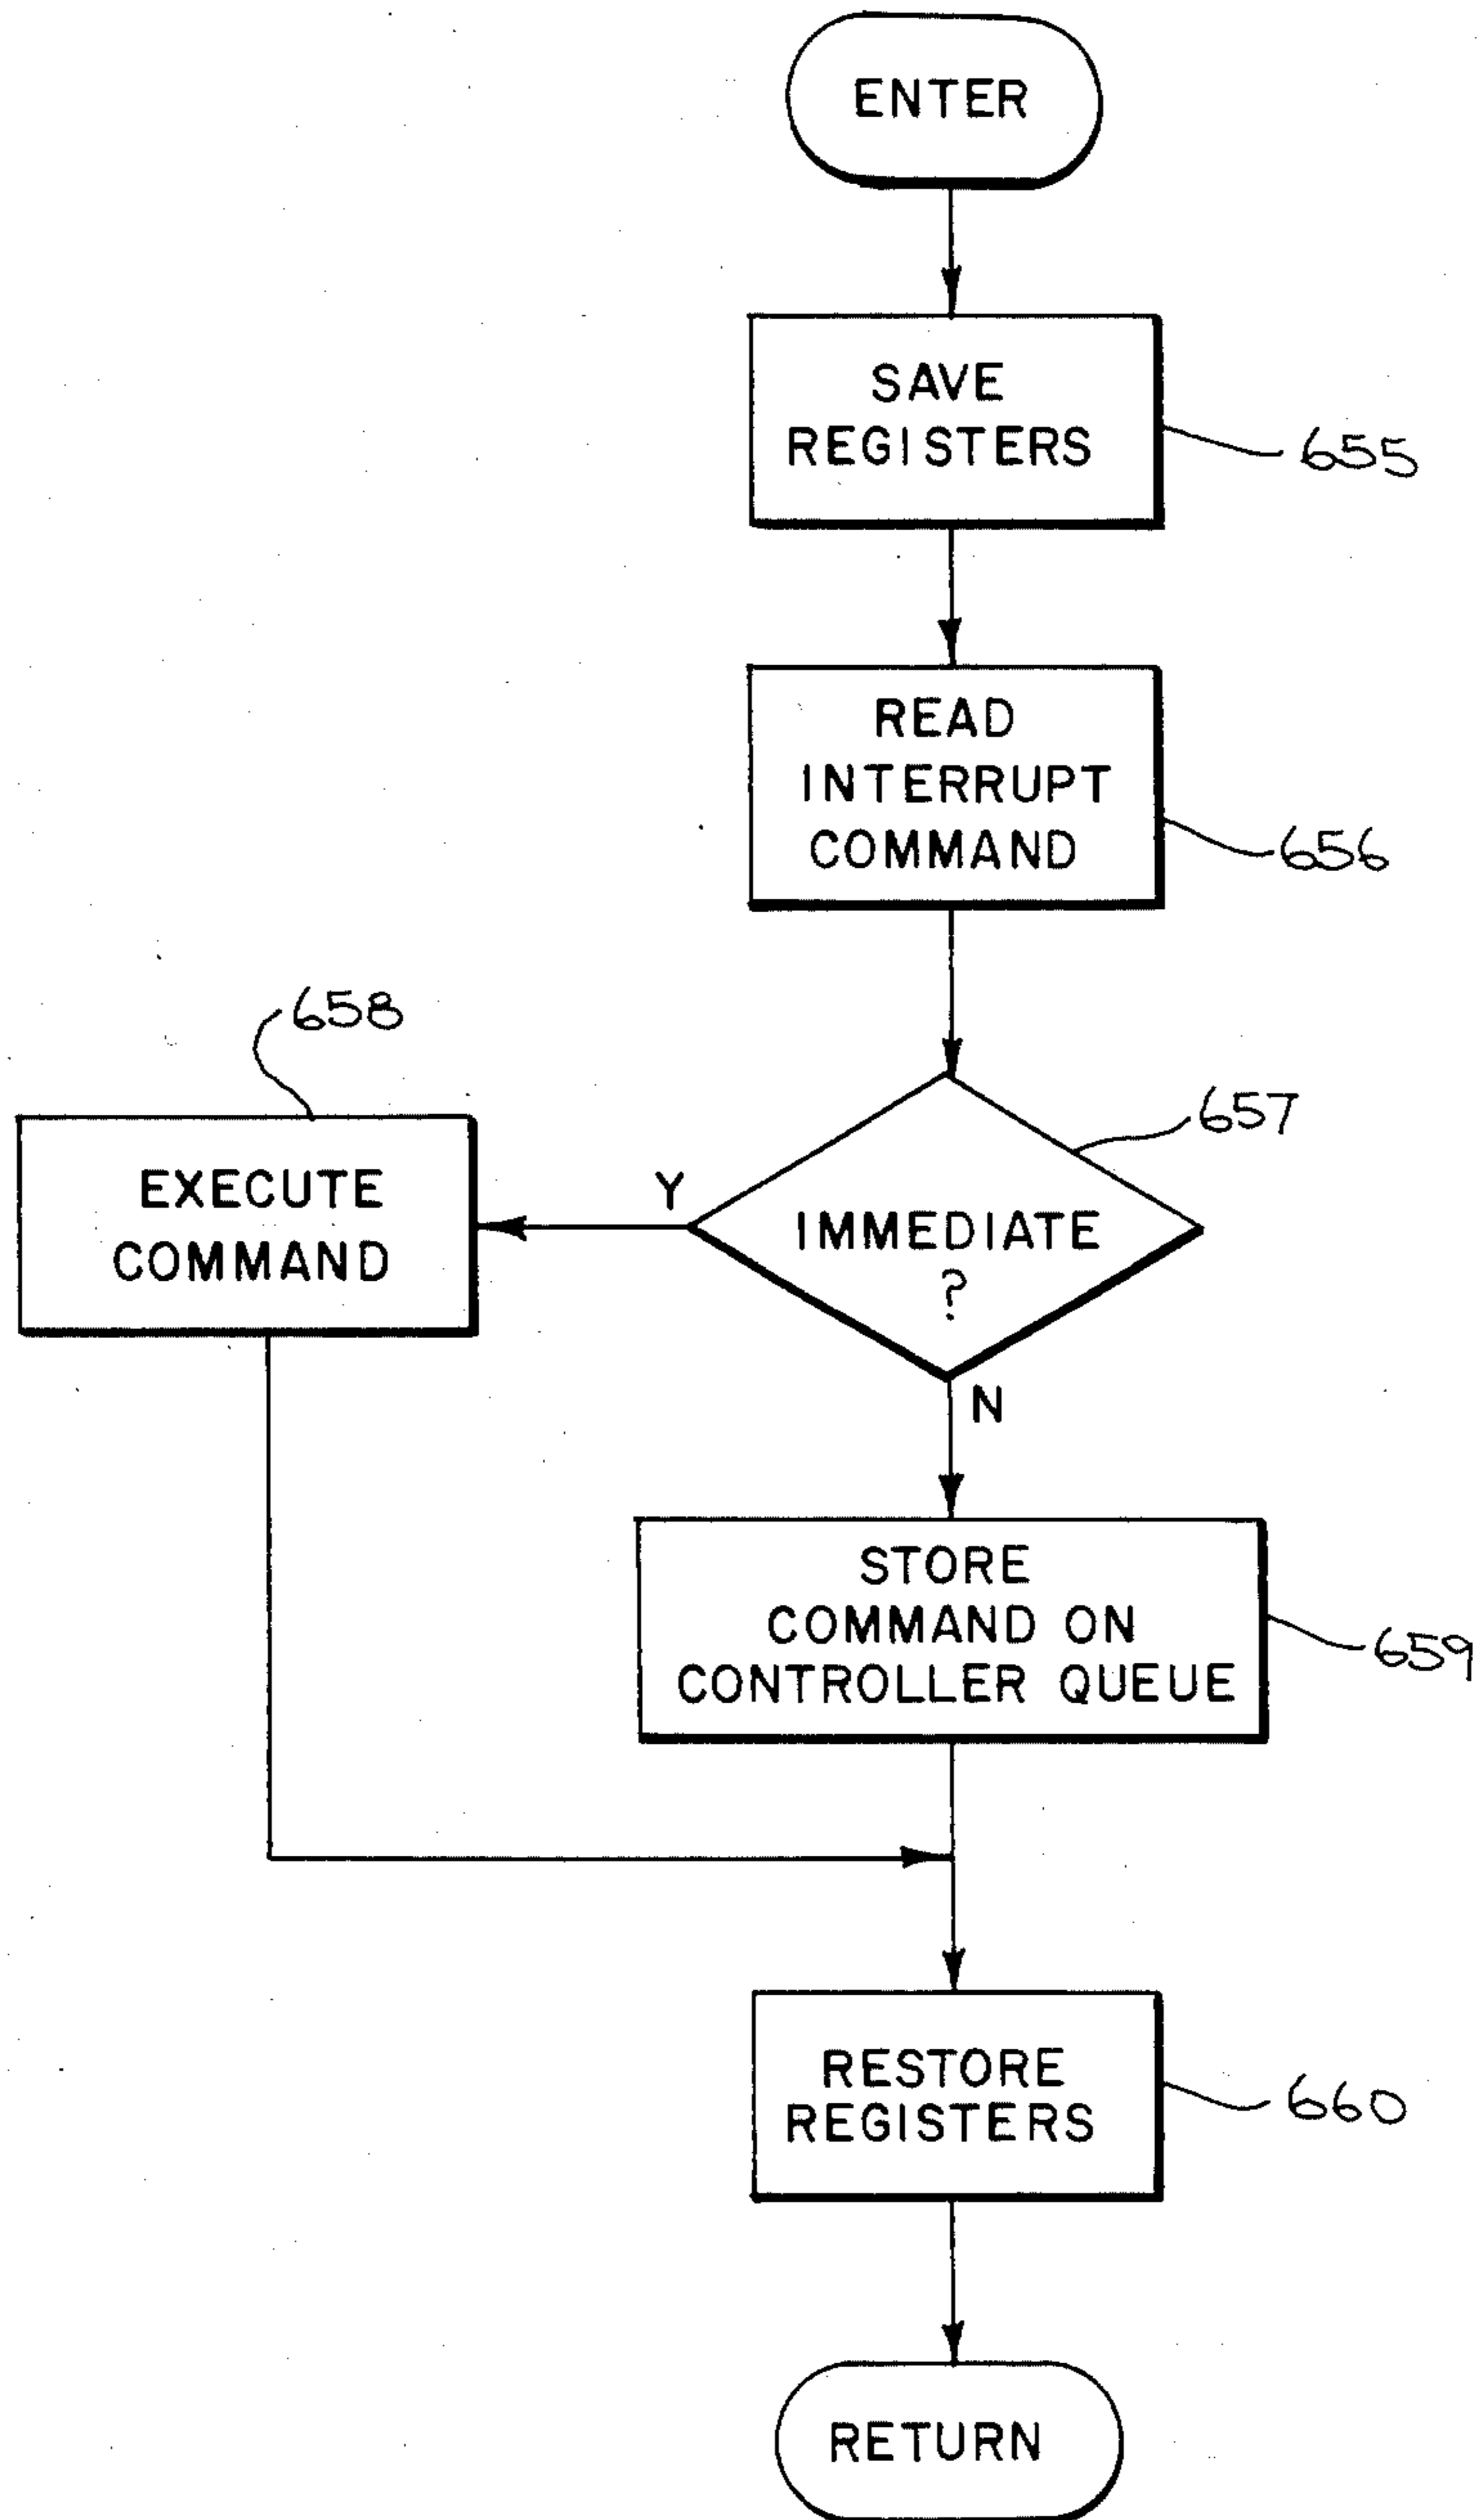 ENTER
SAVE
REGISTERS
655
READ
INTERRUPT
COMMAND
656
658
657
EXECUTE
COMMAND
Y
IMMEDIATE
?
N
STORE
COMMAND ON
CONTROLLER QUEUE
659
RESTORE
REGISTERS
660
RETURN